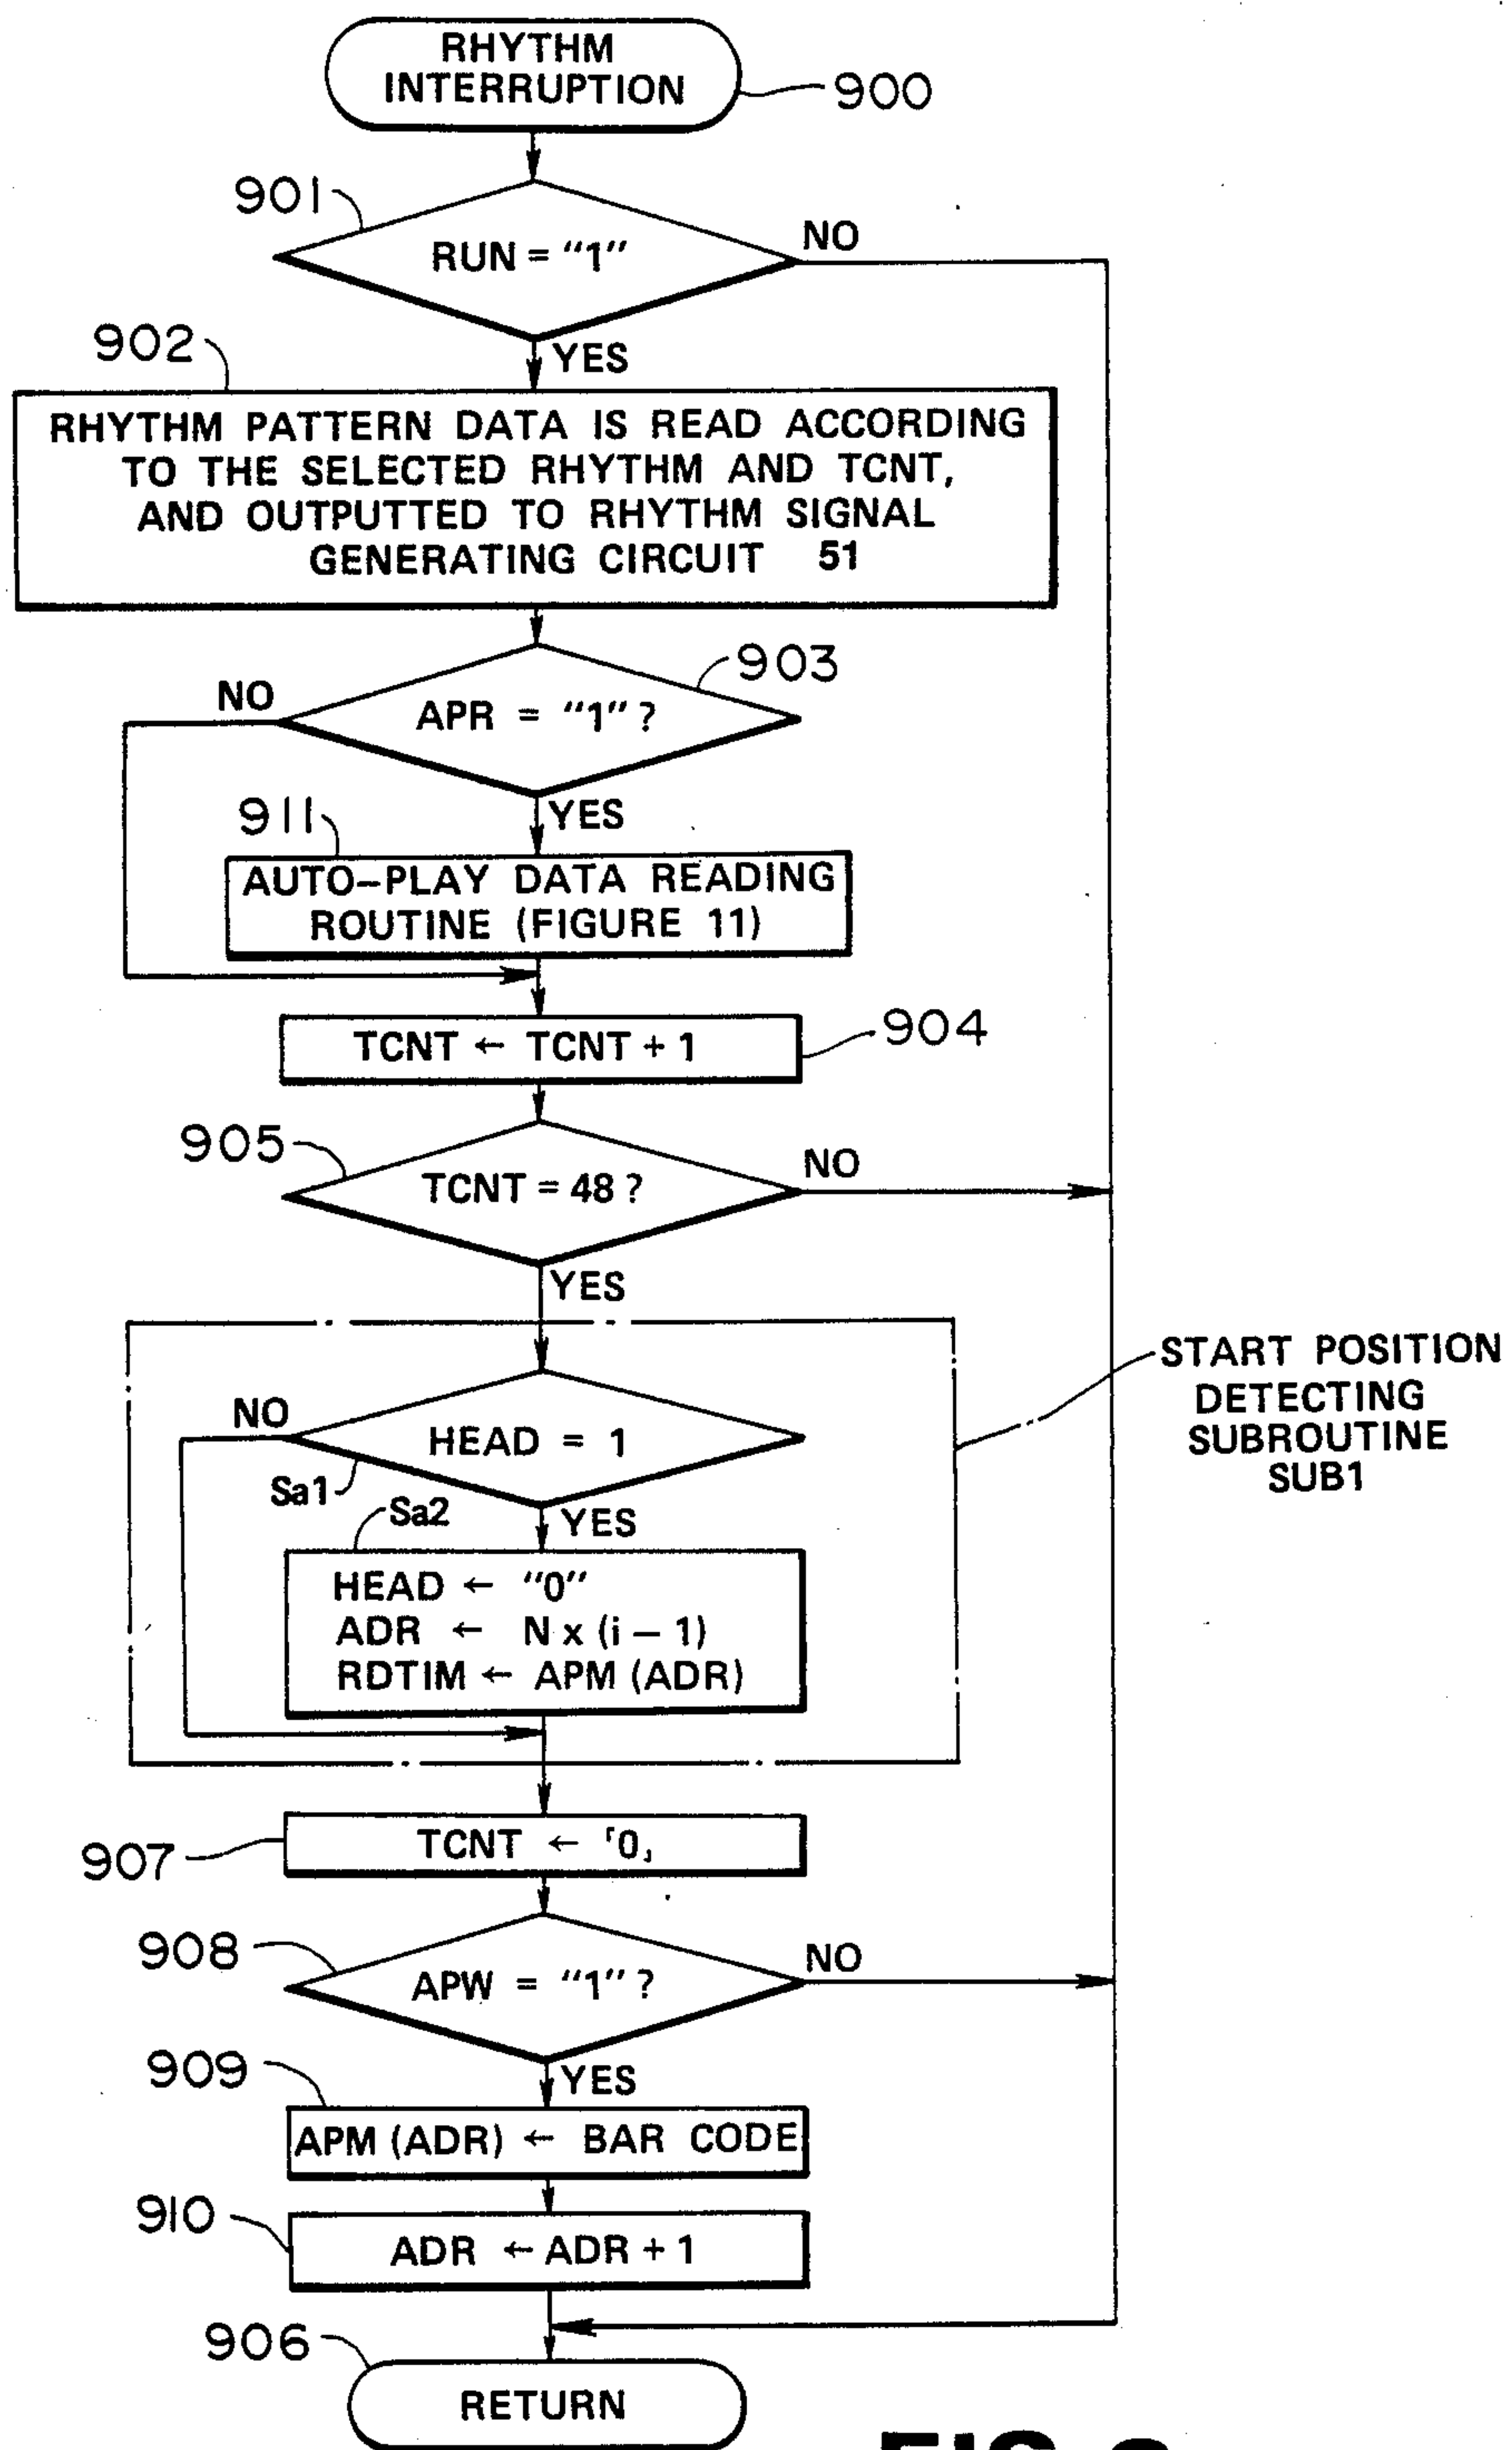 RHYTHM
INTERRUPTION
900
901
RUN = "1"
NO
YES
902
RHYTHM PATTERN DATA IS READ ACCORDING
TO THE SELECTED RHYTHM AND TCNT,
AND OUTPUTTED TO RHYTHM SIGNAL
GENERATING CIRCUIT 51
903
NO
APR = "1" ?
YES
911
AUTO-PLAY DATA READING
ROUTINE (FIGURE 11)
TCNT ← TCNT + 1
904
905
TCNT = 48 ?
NO
YES
START POSITION
DETECTING
SUBROUTINE
SUB1
NO
HEAD = 1
Sa1
YES
Sa2
HEAD ← "0"
ADR ← N x (i − 1)
RDTIM ← APM (ADR)
TCNT ← ｢0｣
907
908
APW = "1" ?
NO
YES
909
APM (ADR) ← BAR CODE
910
ADR ← ADR + 1
906
RETURN